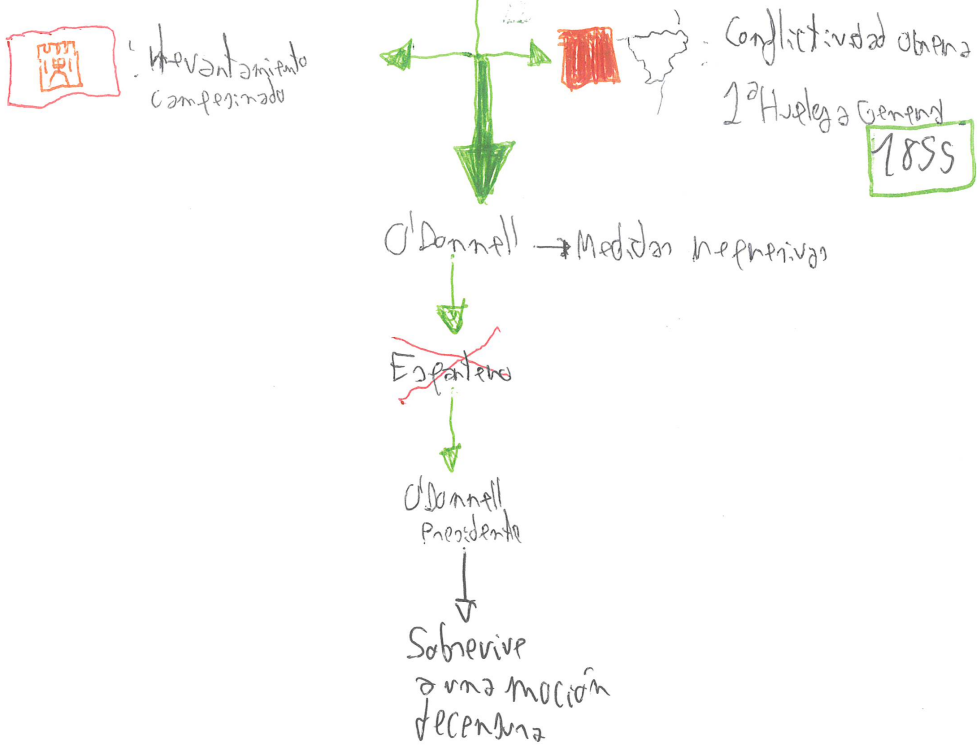 : Levantamiento
campesinado
: Conflictividad obrera
1ª Huelga General
1855
O'Donnell → Medidas represivas
Espartero
O'Donnell
Presidente
Sobrevive
a una moción
de censura